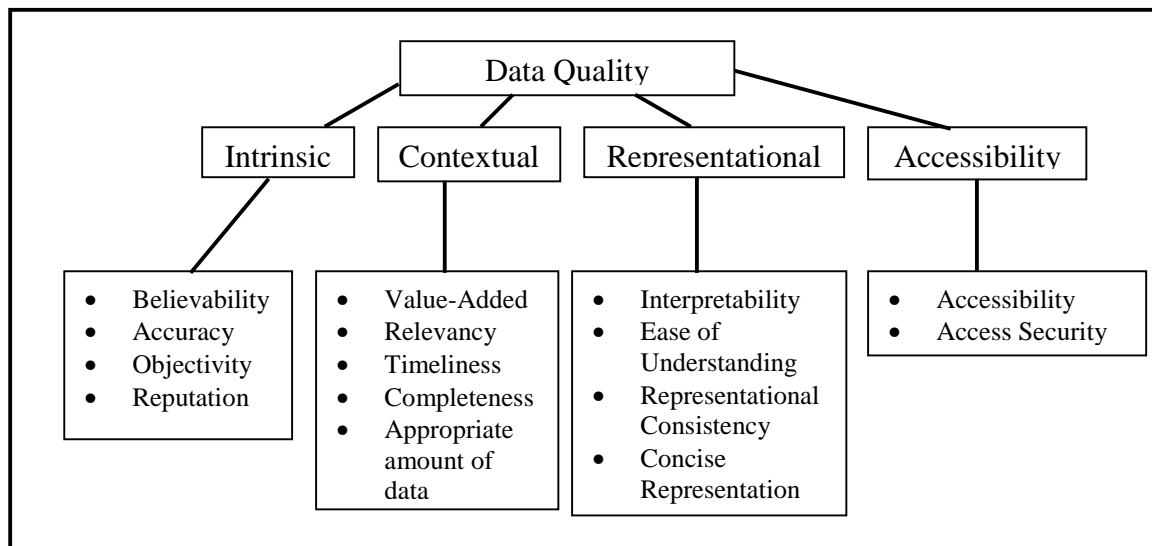 Data Quality
Intrinsic
Contextual
Representational
Accessibility
• Believability
• Accuracy
• Objectivity
• Reputation
• Value-Added
• Relevancy
• Timeliness
• Completeness
• Appropriate
amount of
data
• Interpretability
• Ease of
Understanding
• Representational
Consistency
• Concise
Representation
• Accessibility
• Access Security